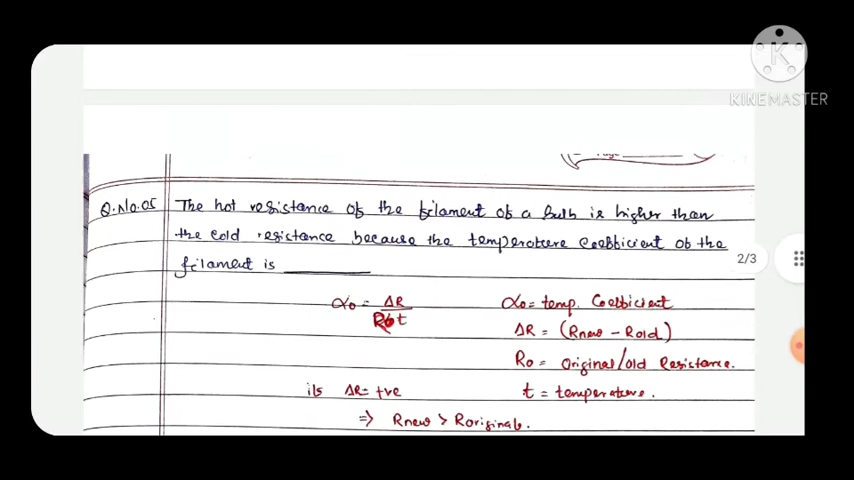 KINEMASTER
Q.No.05 The hot resistance of the filament of a bulb is higher than
the cold resistance because the temperature coefficient of the
filament is ________
2/3
α₀ = ΔR / R₀t
α₀ = temp. Coefficient
ΔR = (Rnew - Rold)
R₀ = original/old Resistance.
ib ΔR = +ve
t = temperature.
⇒ Rnew > Roriginal.